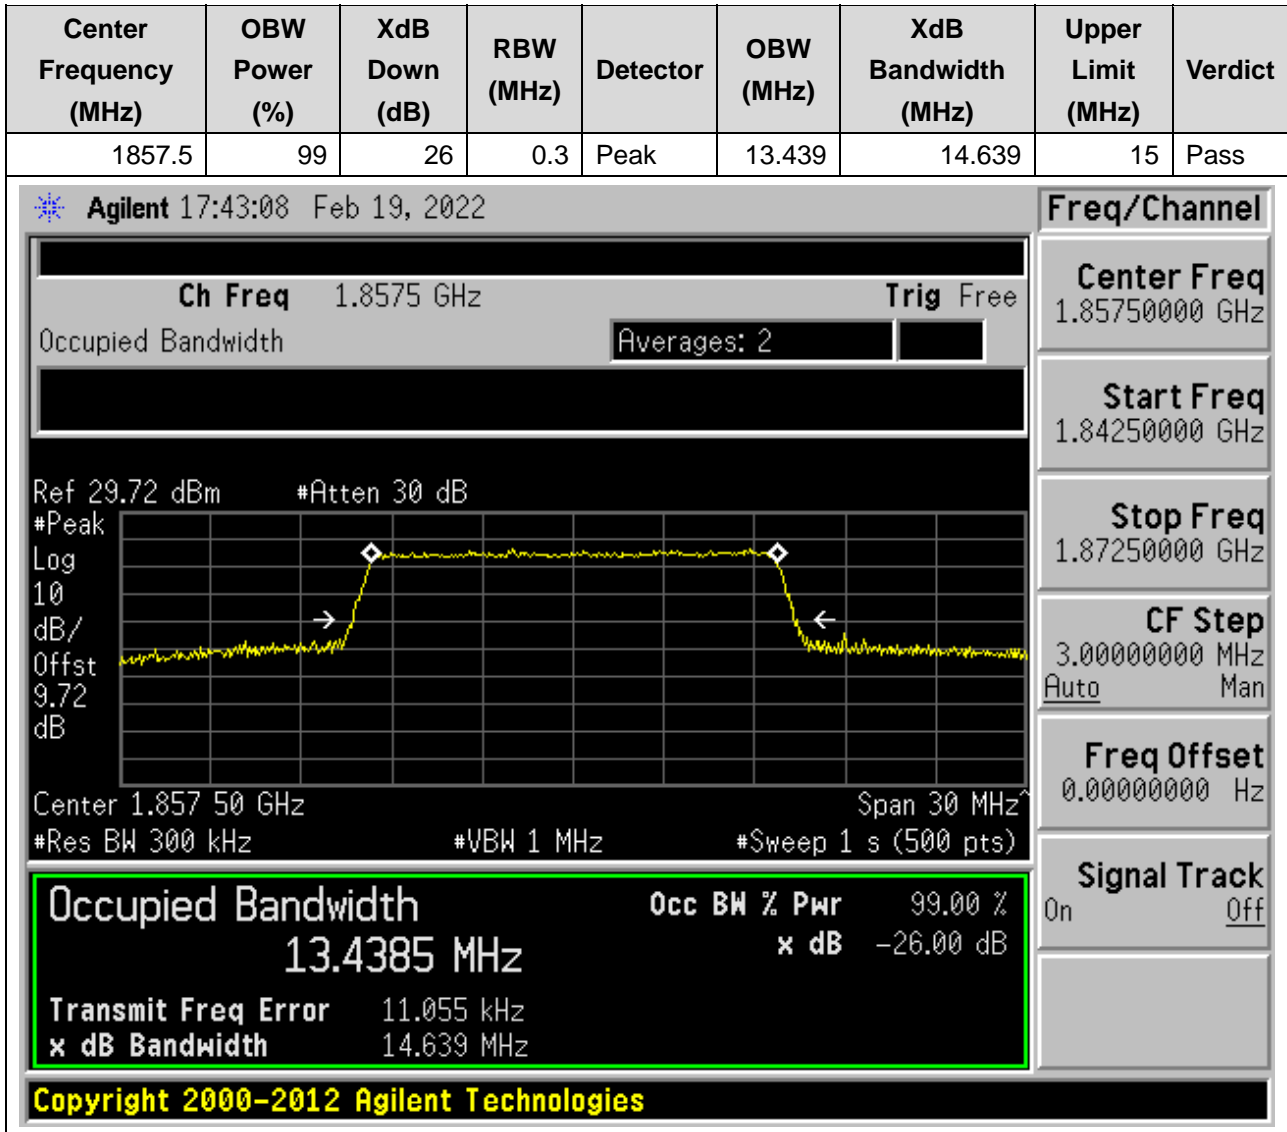 Center Frequency (MHz) OBW Power (%) XdB Down (dB) RBW (MHz) Detector OBW (MHz) XdB Bandwidth (MHz) Upper Limit (MHz) Verdict
1857.5 99 26 0.3 Peak 13.439 14.639 15 Pass
Agilent 17:43:08 Feb 19, 2022
Freq/Channel
Ch Freq 1.8575 GHz Trig Free
Occupied Bandwidth Averages: 2
Center Freq
1.85750000 GHz
Start Freq
1.84250000 GHz
Stop Freq
1.87250000 GHz
CF Step
3.00000000 MHz
Auto Man
Freq Offset
0.00000000 Hz
Signal Track
On Off
Ref 29.72 dBm #Atten 30 dB
#Peak
Log
10
dB/
Offst
9.72
dB
Center 1.857 50 GHz Span 30 MHz^
#Res BW 300 kHz #VBW 1 MHz #Sweep 1 s (500 pts)
Occupied Bandwidth Occ BW % Pwr 99.00 %
13.4385 MHz x dB -26.00 dB
Transmit Freq Error 11.055 kHz
x dB Bandwidth 14.639 MHz
Copyright 2000-2012 Agilent Technologies